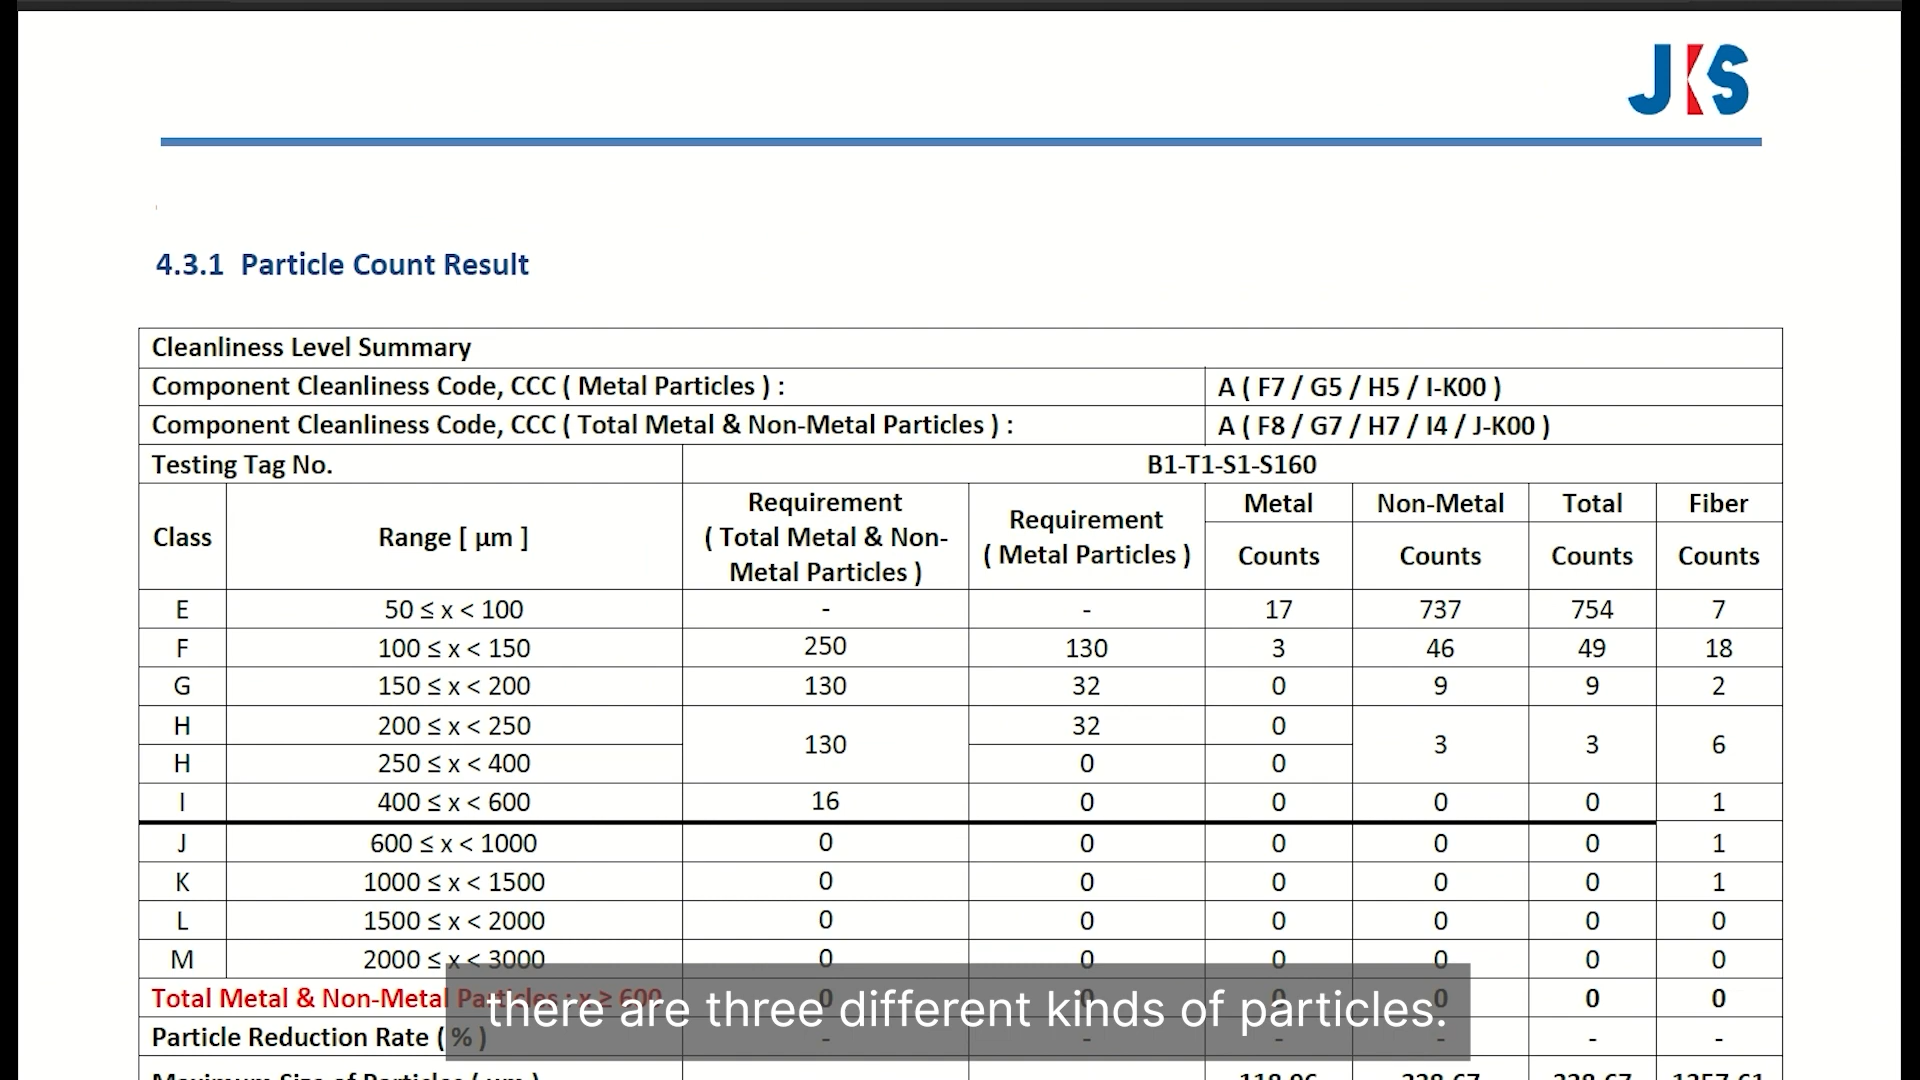 JKS
4.3.1 Particle Count Result
Cleanliness Level Summary
Component Cleanliness Code, CCC ( Metal Particles ) : A ( F7 / G5 / H5 / I-K00 )
Component Cleanliness Code, CCC ( Total Metal & Non-Metal Particles ) : A ( F8 / G7 / H7 / I4 / J-K00 )
Testing Tag No. B1-T1-S1-S160
Class Range [ µm ] Requirement ( Total Metal & Non-Metal Particles ) Requirement ( Metal Particles ) Metal Non-Metal Total Fiber
Counts Counts Counts Counts
E 50 ≤ x < 100 - - 17 737 754 7
F 100 ≤ x < 150 250 130 3 46 49 18
G 150 ≤ x < 200 130 32 0 9 9 2
H 200 ≤ x < 250 130 32 0 3 3 6
H 250 ≤ x < 400 0 0
I 400 ≤ x < 600 16 0 0 0 0 1
J 600 ≤ x < 1000 0 0 0 0 0 1
K 1000 ≤ x < 1500 0 0 0 0 0 1
L 1500 ≤ x < 2000 0 0 0 0 0 0
M 2000 ≤ x < 3000 0 0 0 0 0 0
Total Metal & Non-Metal Particles : x ≥ 600 0 0 0 0 0 0
there are three different kinds of particles.
Particle Reduction Rate ( % ) - - - - - -